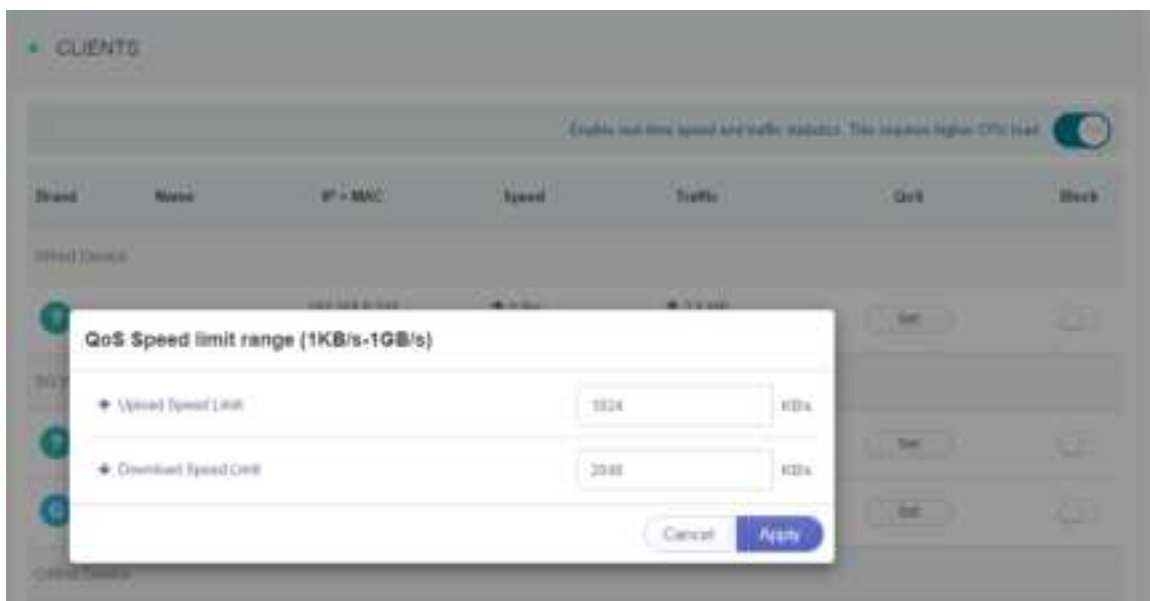 CLIENTS
Enable real-time speed and traffic statistics. This requires higher CPU load
Brand Name IP - MAC Speed Traffic QoS Block
Wired Device
Set
QoS Speed limit range (1KB/s-1GB/s)
Upload Speed Limit 1024 KB/s
Download Speed Limit 2048 KB/s
Set
Set
Cancel Apply